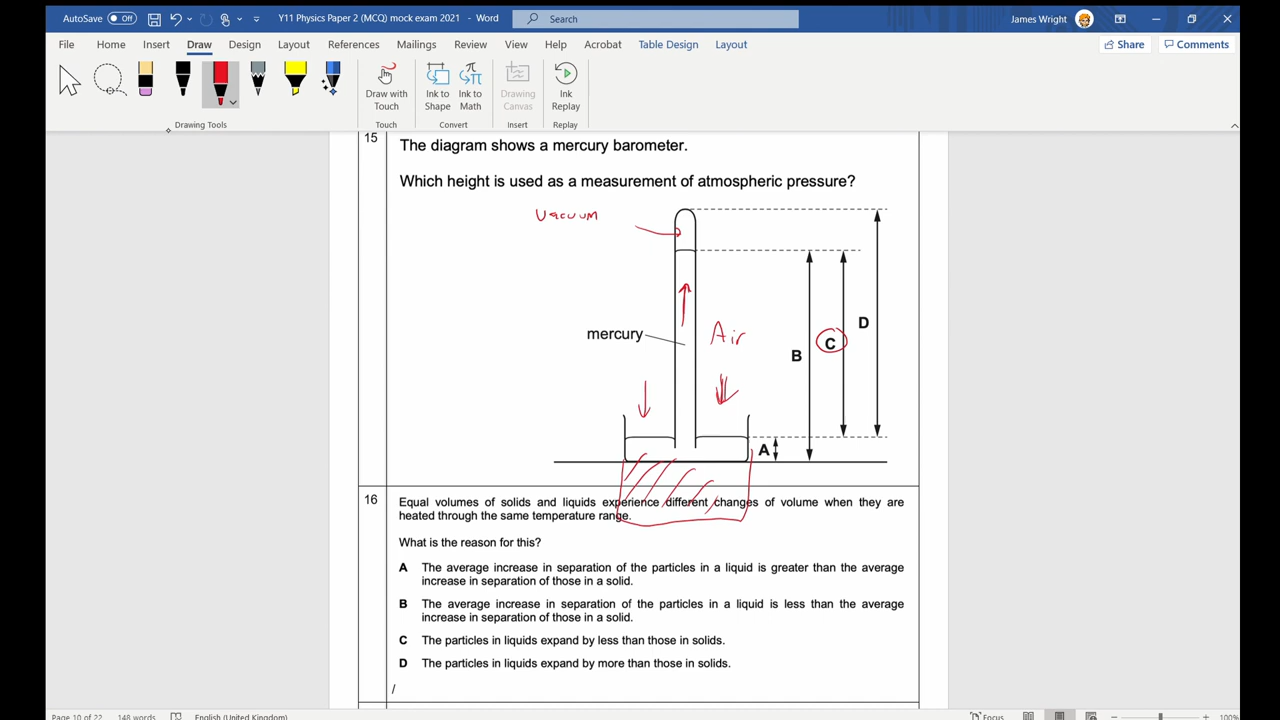 AutoSave Off Y11 Physics Paper 2 (MCQ) mock exam 2021 - Word Search James Wright
File Home Insert Draw Design Layout References Mailings Review View Help Acrobat Table Design Layout Share Comments
Draw with Touch
Ink to Shape
Ink to Math
Drawing Canvas
Ink Replay
Drawing Tools Touch Convert Insert Replay
15 The diagram shows a mercury barometer.
Which height is used as a measurement of atmospheric pressure?
Vacuum
D
mercury
Air
C
B
A
16 Equal volumes of solids and liquids experience different changes of volume when they are
heated through the same temperature range.
What is the reason for this?
A The average increase in separation of the particles in a liquid is greater than the average
increase in separation of those in a solid.
B The average increase in separation of the particles in a liquid is less than the average
increase in separation of those in a solid.
C The particles in liquids expand by less than those in solids.
D The particles in liquids expand by more than those in solids.
/
Page 10 of 22 148 words English (United Kingdom) Focus 100%